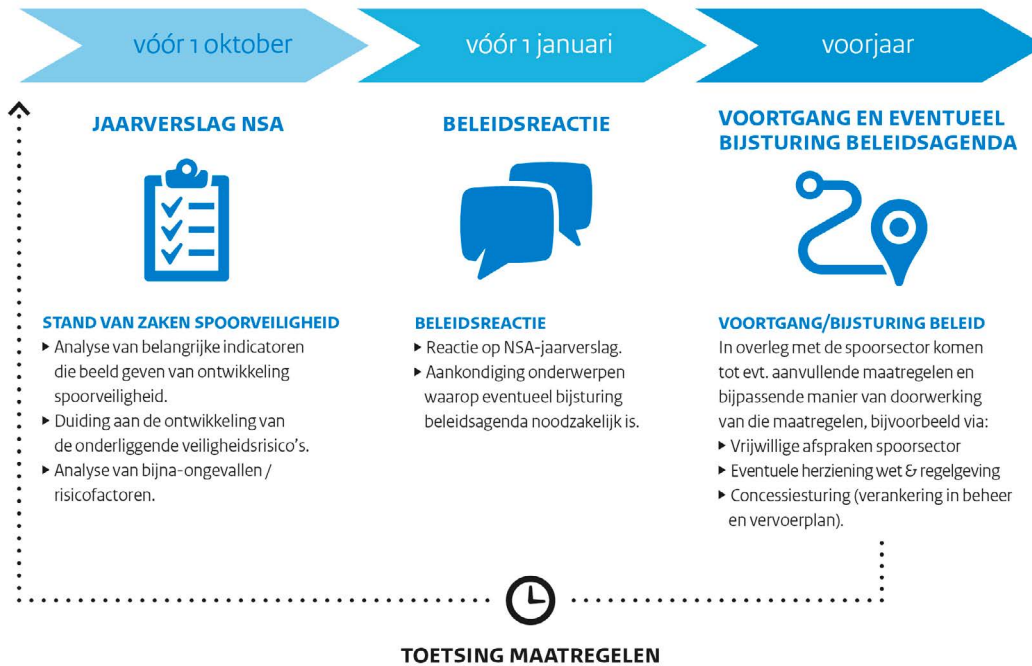 vóór 1 oktober
vóór 1 januari
voorjaar
JAARVERSLAG NSA
STAND VAN ZAKEN SPOORVEILIGHEID
▸ Analyse van belangrijke indicatoren
die beeld geven van ontwikkeling
spoorveiligheid.
▸ Duiding aan de ontwikkeling van
de onderliggende veiligheidsrisico's.
▸ Analyse van bijna-ongevallen /
risicofactoren.
BELEIDSREACTIE
BELEIDSREACTIE
▸ Reactie op NSA-jaarverslag.
▸ Aankondiging onderwerpen
waarop eventueel bijsturing
beleidsagenda noodzakelijk is.
VOORTGANG EN EVENTUEEL
BIJSTURING BELEIDSAGENDA
VOORTGANG/BIJSTURING BELEID
In overleg met de spoorsector komen
tot evt. aanvullende maatregelen en
bijpassende manier van doorwerking
van die maatregelen, bijvoorbeeld via:
▸ Vrijwillige afspraken spoorsector
▸ Eventuele herziening wet & regelgeving
▸ Concessiesturing (verankering in beheer
en vervoerplan).
TOETSING MAATREGELEN